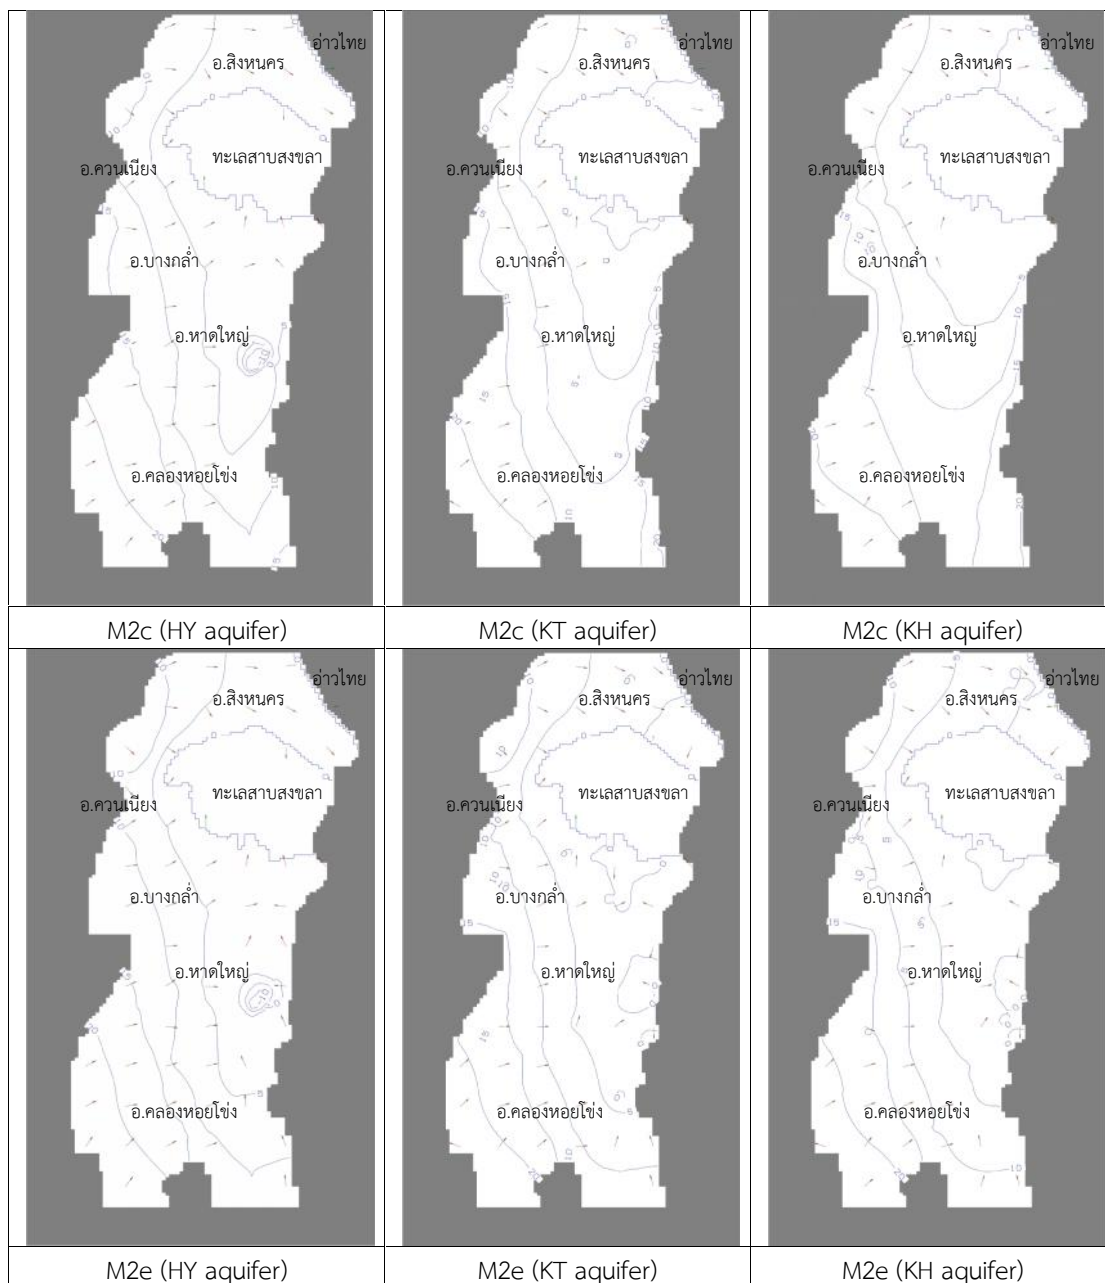 อ่าวไทย
อ.สิงหนคร
ทะเลสาบสงขลา
อ.ควนเนียง
อ.บางกล่ำ
อ.หาดใหญ่
อ.คลองหอยโข่ง
อ่าวไทย
อ.สิงหนคร
ทะเลสาบสงขลา
อ.ควนเนียง
อ.บางกล่ำ
อ.หาดใหญ่
อ.คลองหอยโข่ง
อ่าวไทย
อ.สิงหนคร
ทะเลสาบสงขลา
อ.ควนเนียง
อ.บางกล่ำ
อ.หาดใหญ่
อ.คลองหอยโข่ง
M2c (HY aquifer)
M2c (KT aquifer)
M2c (KH aquifer)
อ่าวไทย
อ.สิงหนคร
ทะเลสาบสงขลา
อ.ควนเนียง
อ.บางกล่ำ
อ.หาดใหญ่
อ.คลองหอยโข่ง
อ่าวไทย
อ.สิงหนคร
ทะเลสาบสงขลา
อ.ควนเนียง
อ.บางกล่ำ
อ.หาดใหญ่
อ.คลองหอยโข่ง
อ่าวไทย
อ.สิงหนคร
ทะเลสาบสงขลา
อ.ควนเนียง
อ.บางกล่ำ
อ.หาดใหญ่
อ.คลองหอยโข่ง
M2e (HY aquifer)
M2e (KT aquifer)
M2e (KH aquifer)